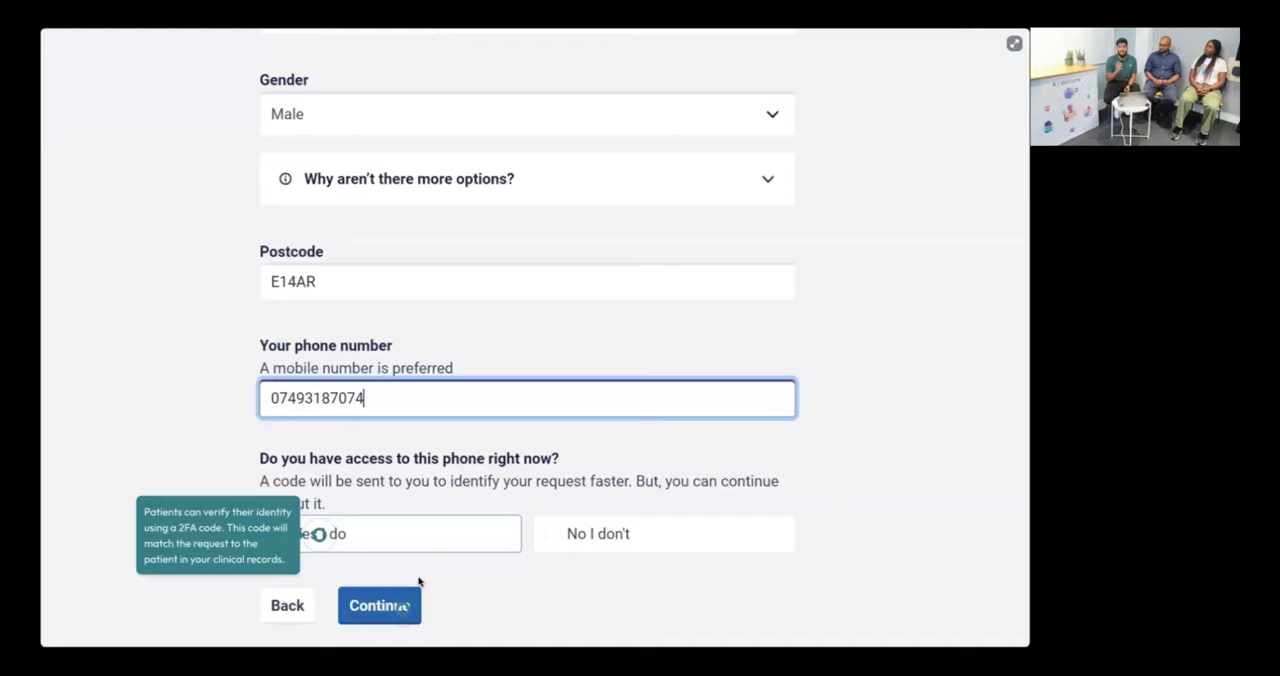 Gender
Male
Why aren't there more options?
Postcode
E14AR
Your phone number
A mobile number is preferred
07493187074
Do you have access to this phone right now?
A code will be sent to you to identify your request faster. But, you can continue
it.
Patients can verify their identity
using a 2FA code. This code will
match the request to the
patient in your clinical records.
do
No I don't
Back
Continue